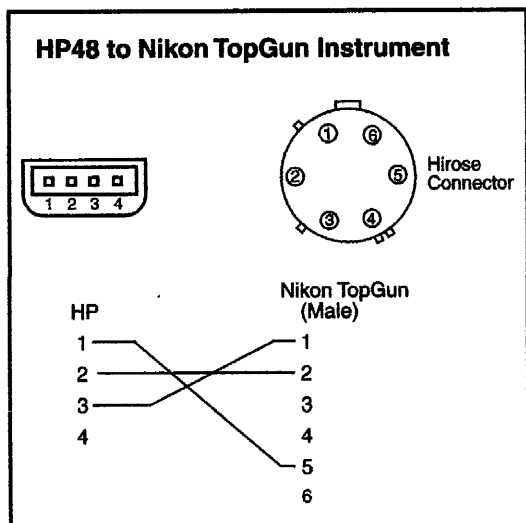 HP48 to Nikon TopGun Instrument
1 6
2 5
3 4
Hirose
Connector
1 2 3 4
HP
Nikon TopGun
(Male)
1 1
2 2
3 3
4 4
5
6